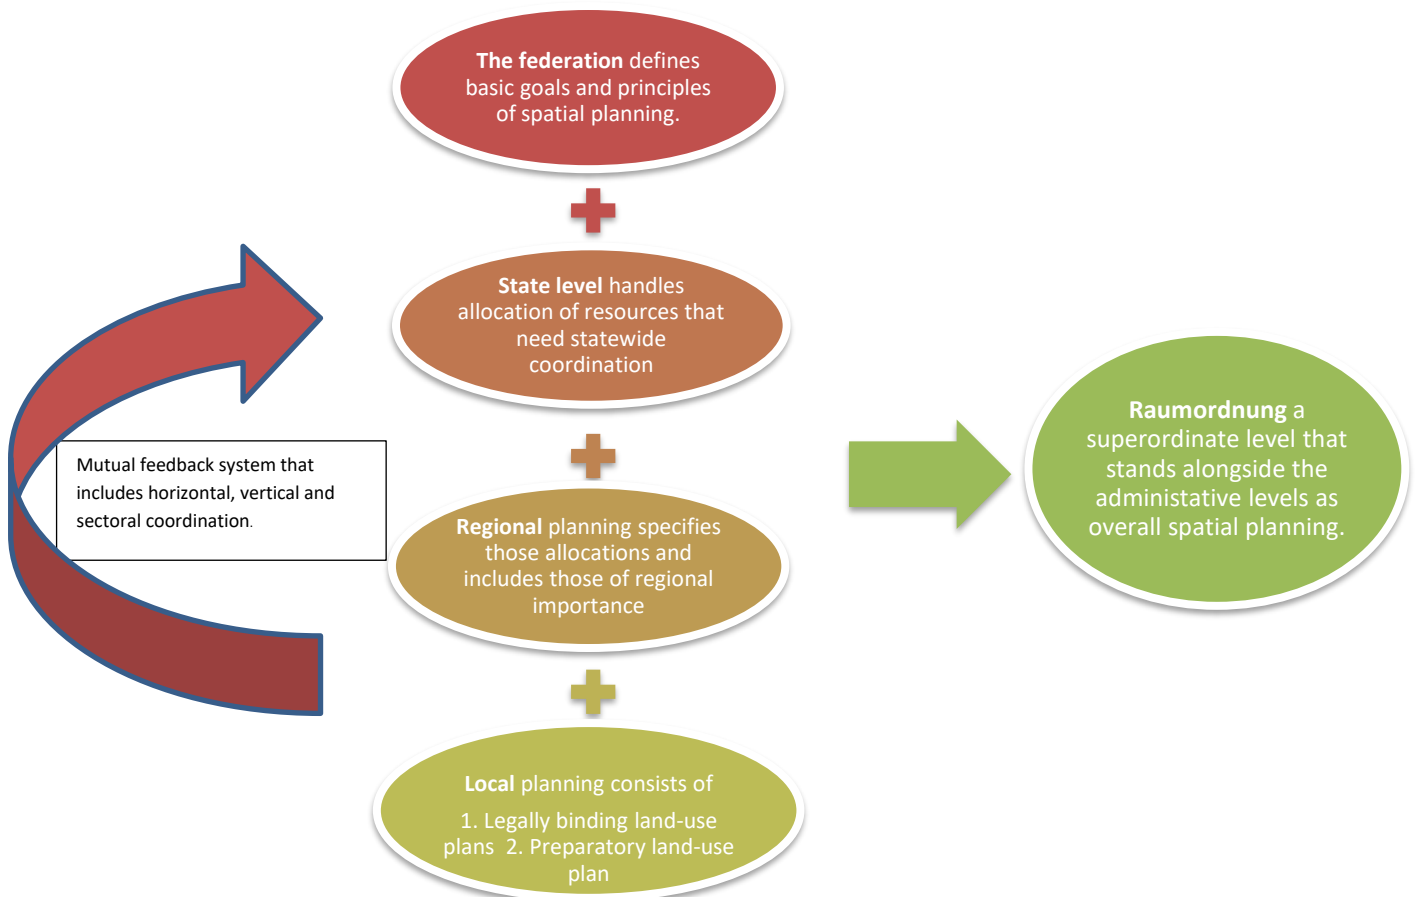 The federation defines
basic goals and principles
of spatial planning.
State level handles
allocation of resources that
need statewide
coordination
Mutual feedback system that
includes horizontal, vertical and
sectoral coordination.
Regional planning specifies
those allocations and
includes those of regional
importance
Local planning consists of
1. Legally binding land-use
plans 2. Preparatory land-use
plan
Raumordnung a
superordinate level that
stands alongside the
administative levels as
overall spatial planning.